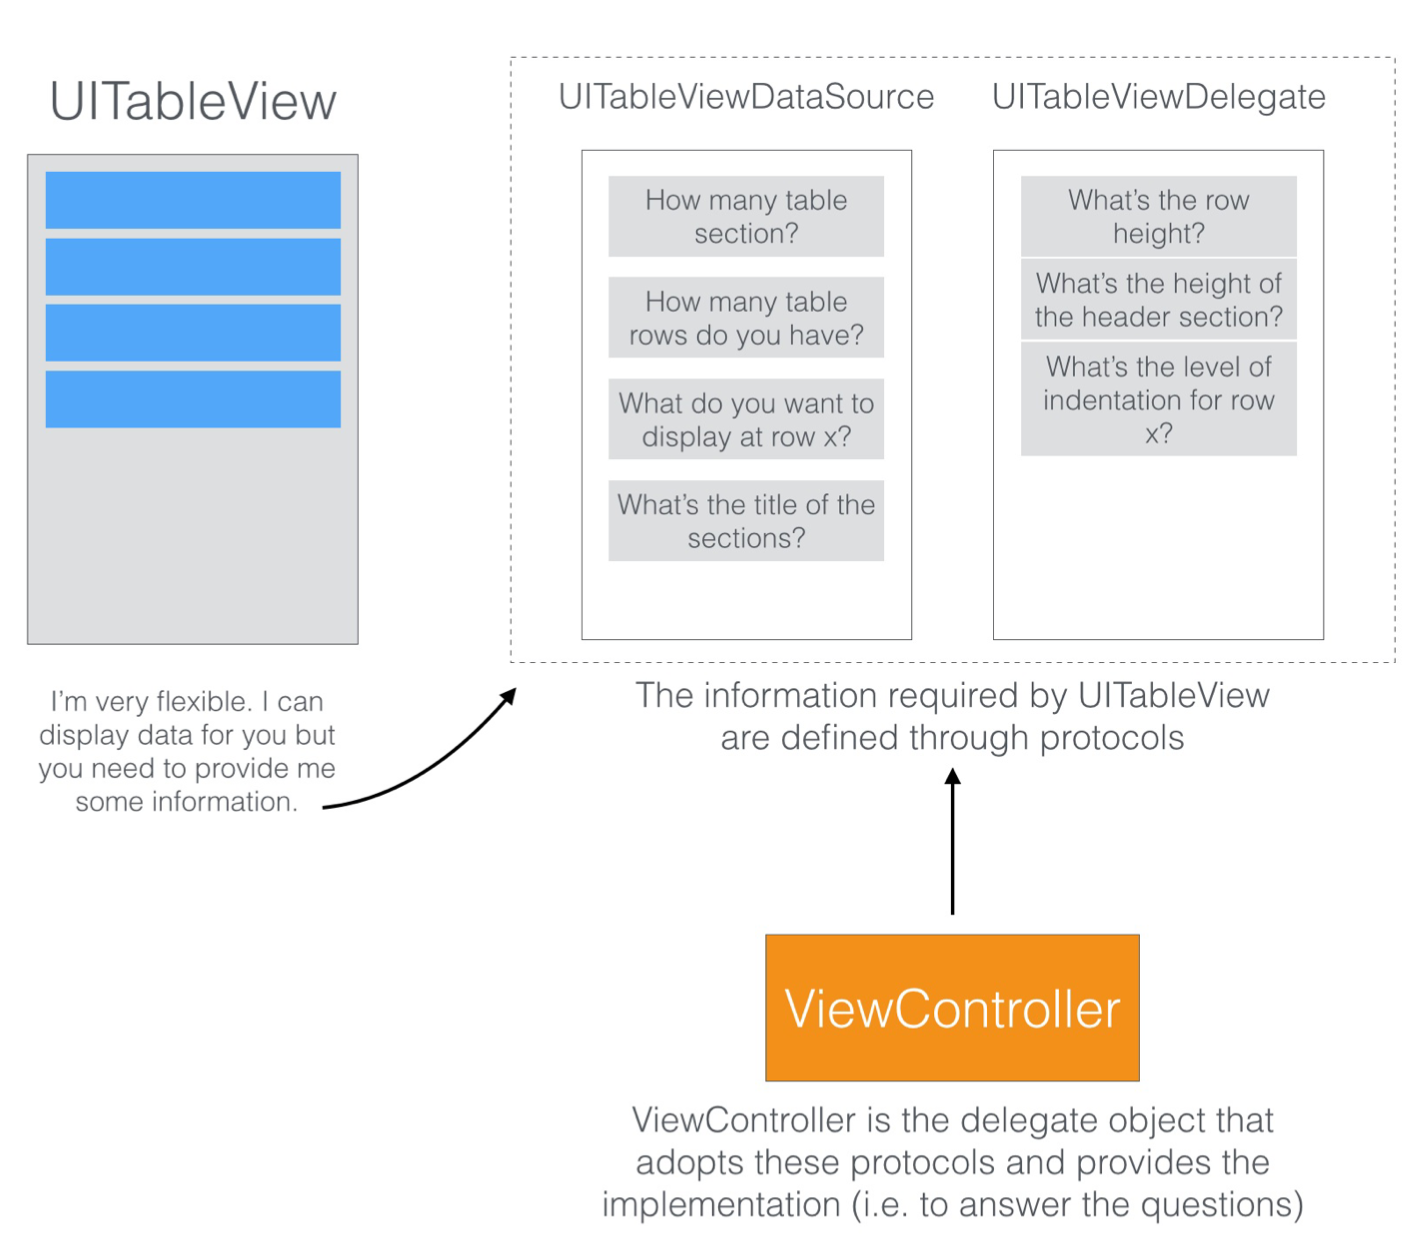 UITableView
I'm very flexible. I can
display data for you but
you need to provide me
some information.
UITableViewDataSource
How many table
section?
How many table
rows do you have?
What do you want to
display at row x?
What's the title of the
sections?
UITableViewDelegate
What's the row
height?
What's the height of
the header section?
What's the level of
indentation for row
x?
The information required by UITableView
are defined through protocols
ViewController
ViewController is the delegate object that
adopts these protocols and provides the
implementation (i.e. to answer the questions)